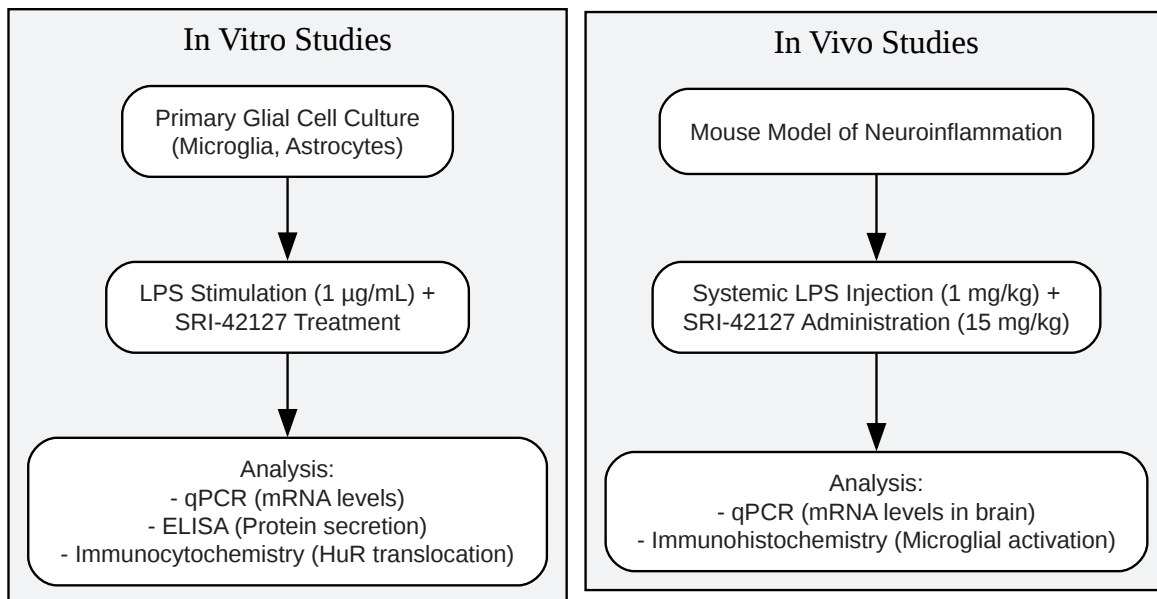 In Vitro Studies
Primary Glial Cell Culture
(Microglia, Astrocytes)
LPS Stimulation (1 µg/mL) +
SRI-42127 Treatment
Analysis:
- qPCR (mRNA levels)
- ELISA (Protein secretion)
- Immunocytochemistry (HuR translocation)
In Vivo Studies
Mouse Model of Neuroinflammation
Systemic LPS Injection (1 mg/kg) +
SRI-42127 Administration (15 mg/kg)
Analysis:
- qPCR (mRNA levels in brain)
- Immunohistochemistry (Microglial activation)